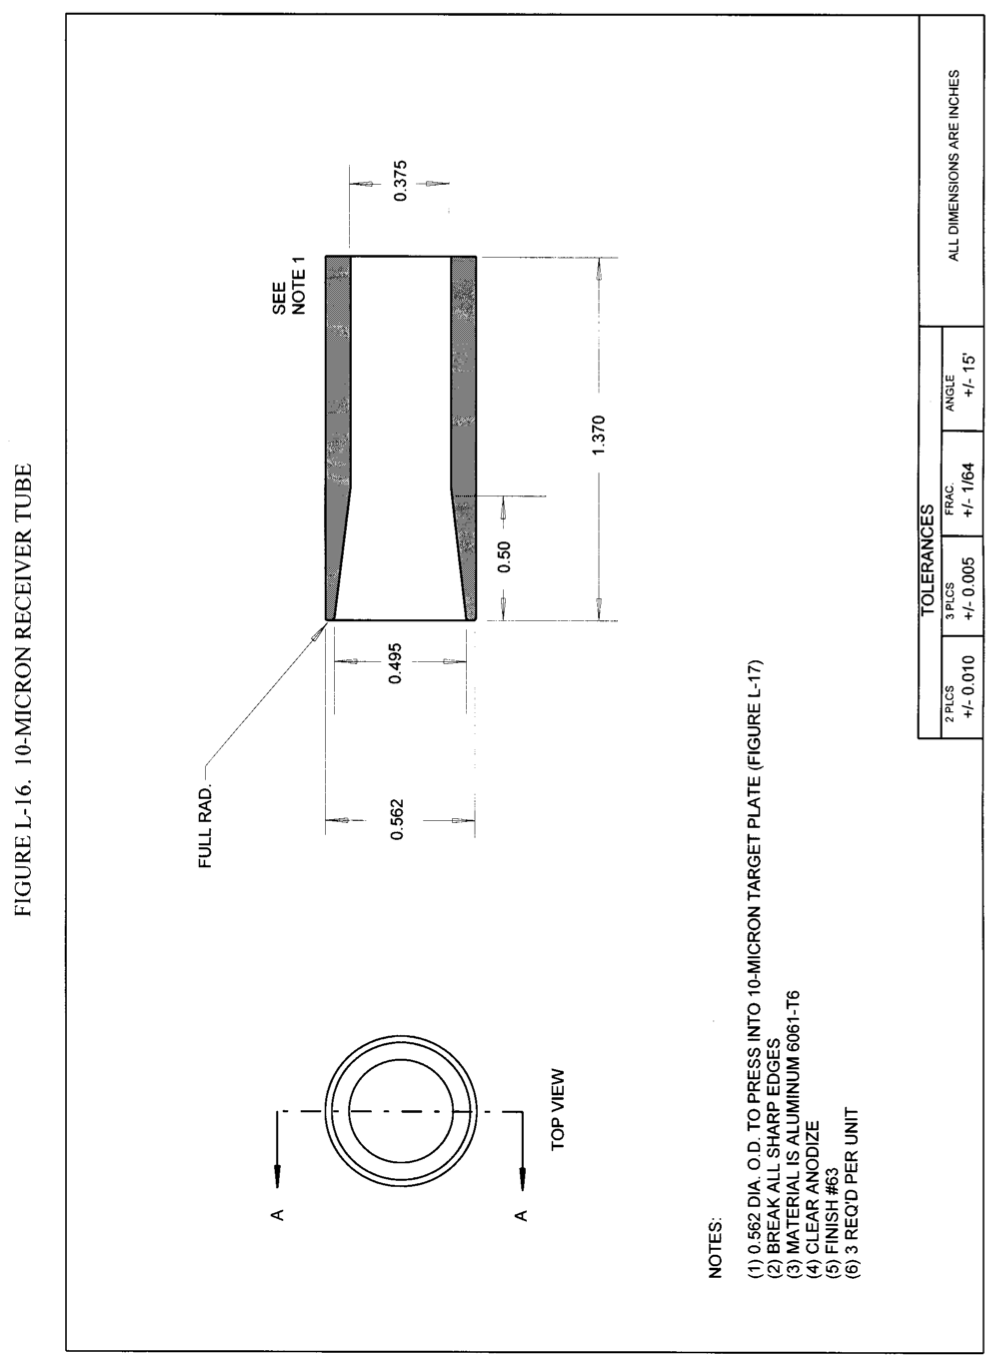 FIGURE L-16. 10-MICRON RECEIVER TUBE
A
A
TOP VIEW
FULL RAD.
0.562
0.495
0.50
1.370
SEE
NOTE 1
0.375
NOTES:
(1) 0.562 DIA. O.D. TO PRESS INTO 10-MICRON TARGET PLATE (FIGURE L-17)
(2) BREAK ALL SHARP EDGES
(3) MATERIAL IS ALUMINUM 6061-T6
(4) CLEAR ANODIZE
(5) FINISH #63
(6) 3 REQ'D PER UNIT
TOLERANCES
2 PLCS 3 PLCS FRAC. ANGLE
+/- 0.010 +/- 0.005 +/- 1/64 +/- 15'
ALL DIMENSIONS ARE INCHES